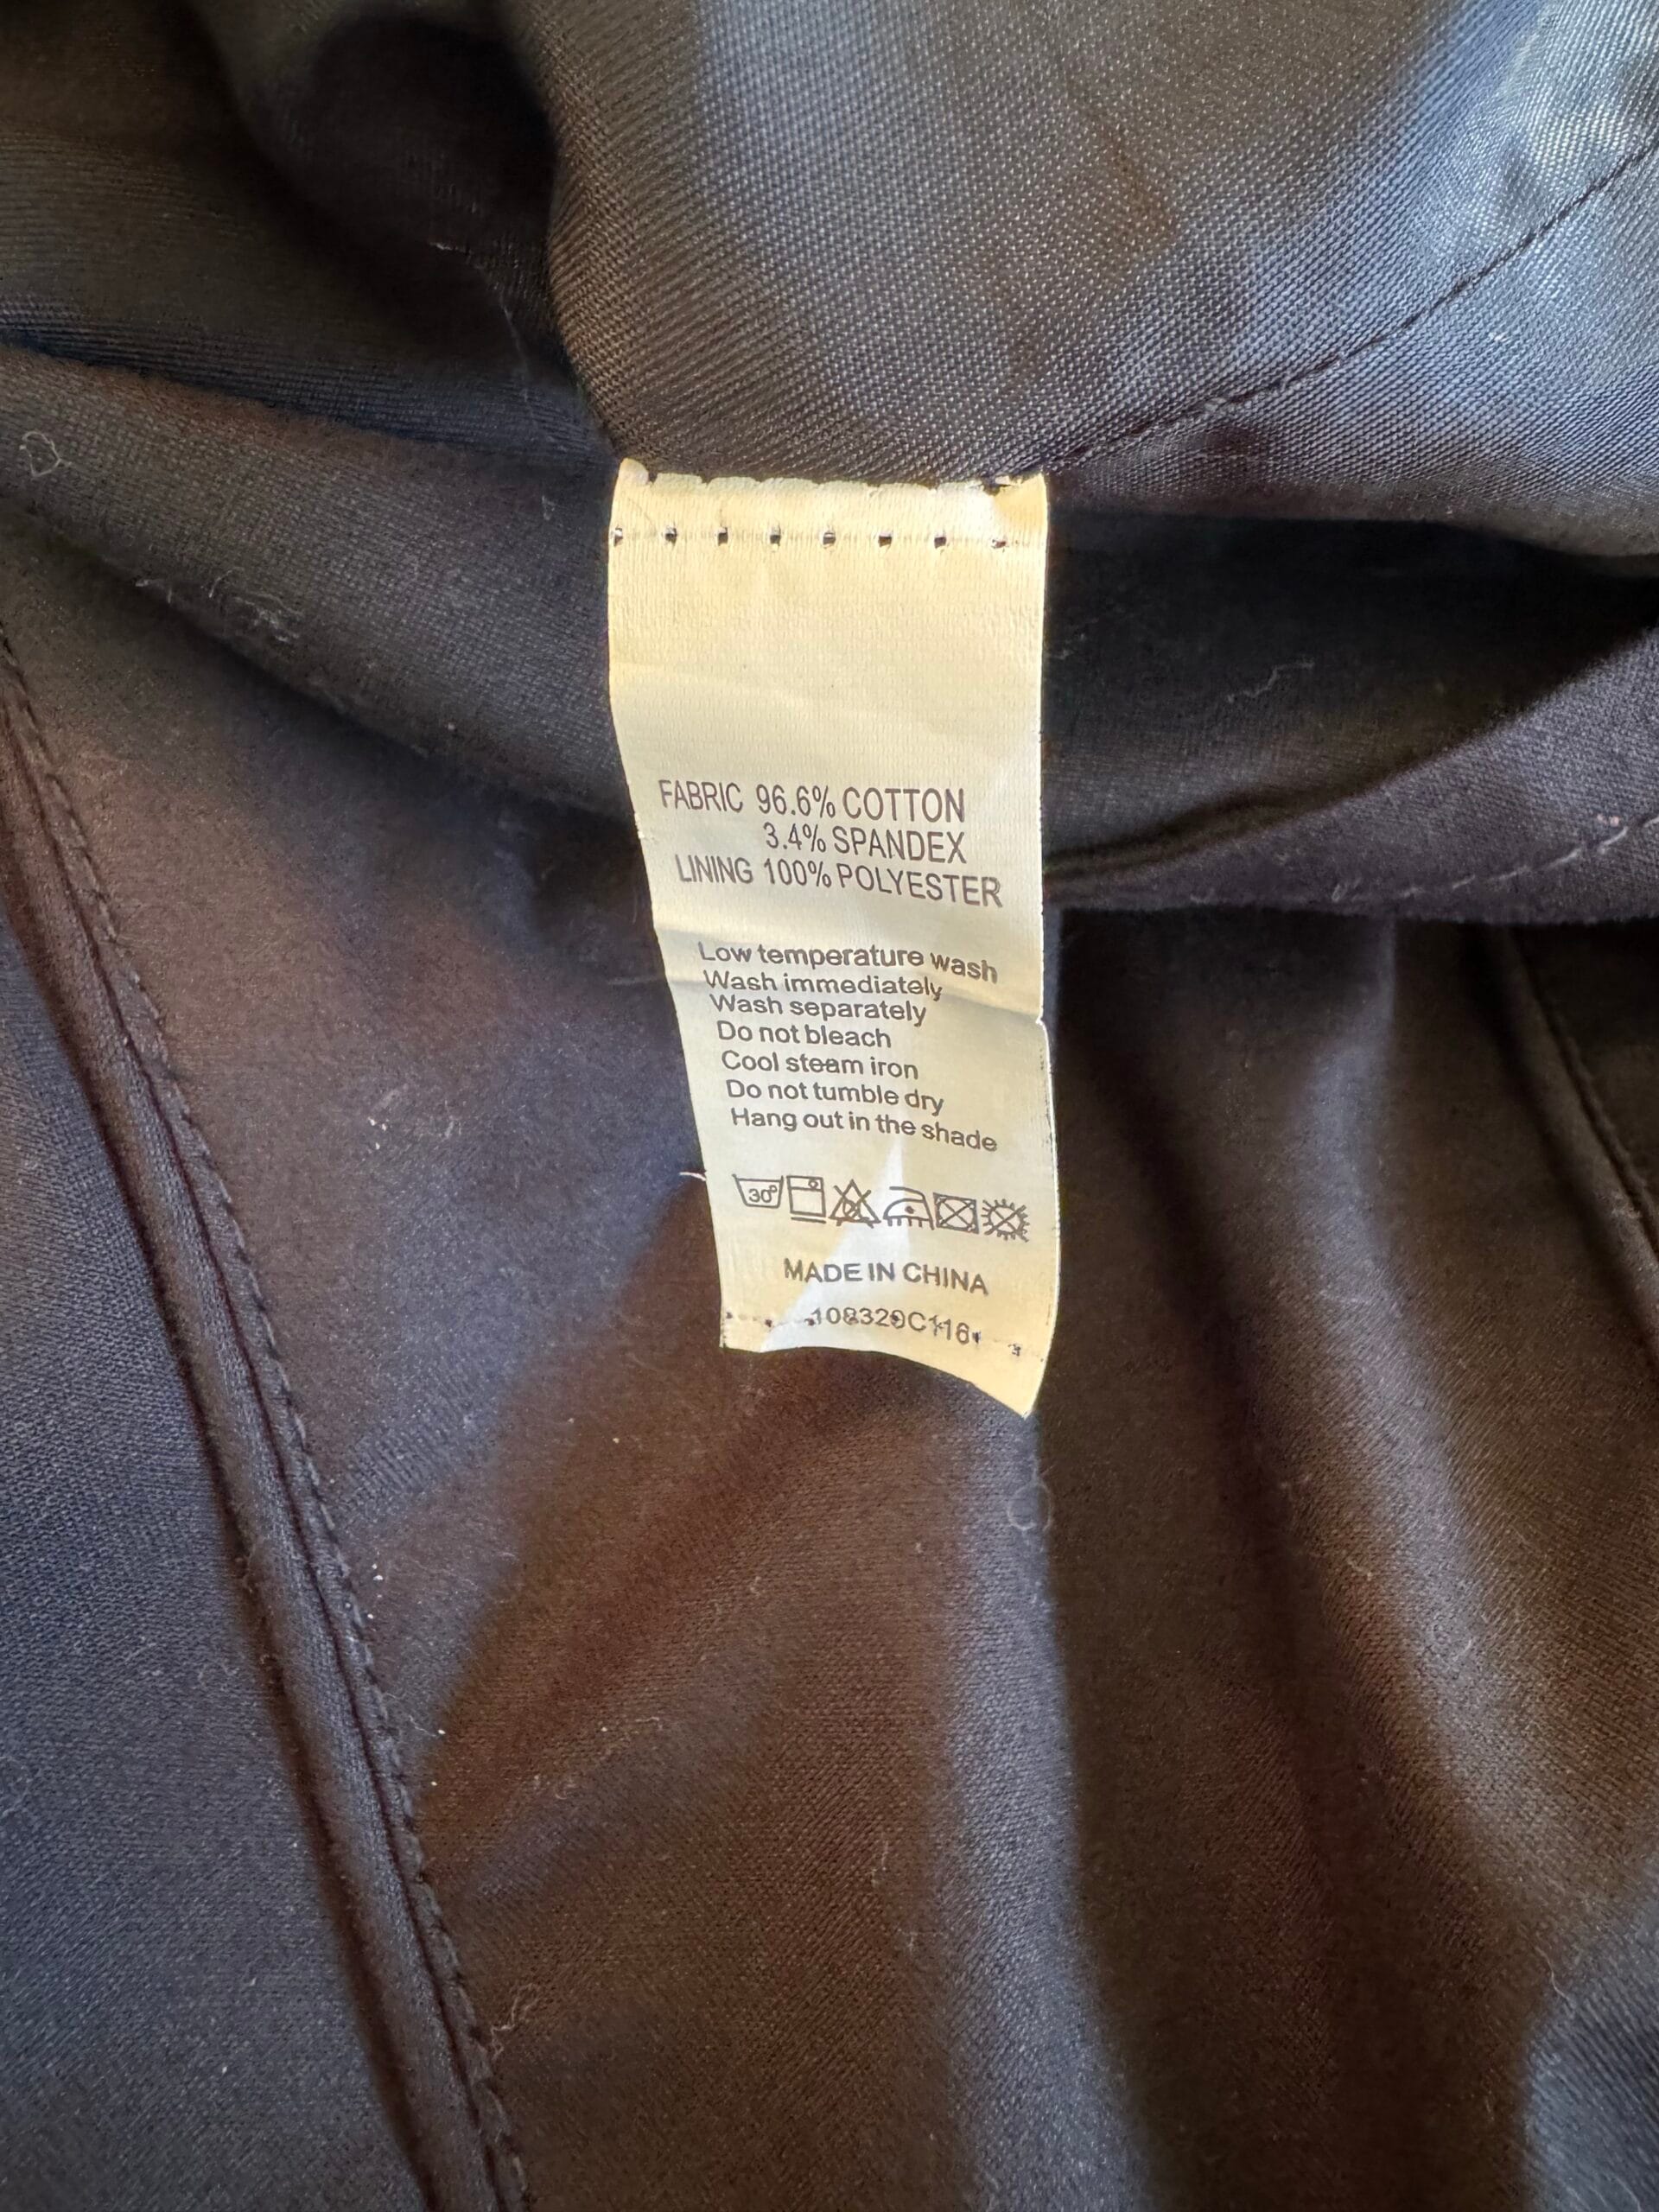 FABRIC 96.6% COTTON
3.4% SPANDEX
LINING 100% POLYESTER
Low temperature wash
Wash immediately
Wash separately
Do not bleach
Cool steam iron
Do not tumble dry
Hang out in the shade
30°
MADE IN CHINA
108329C116